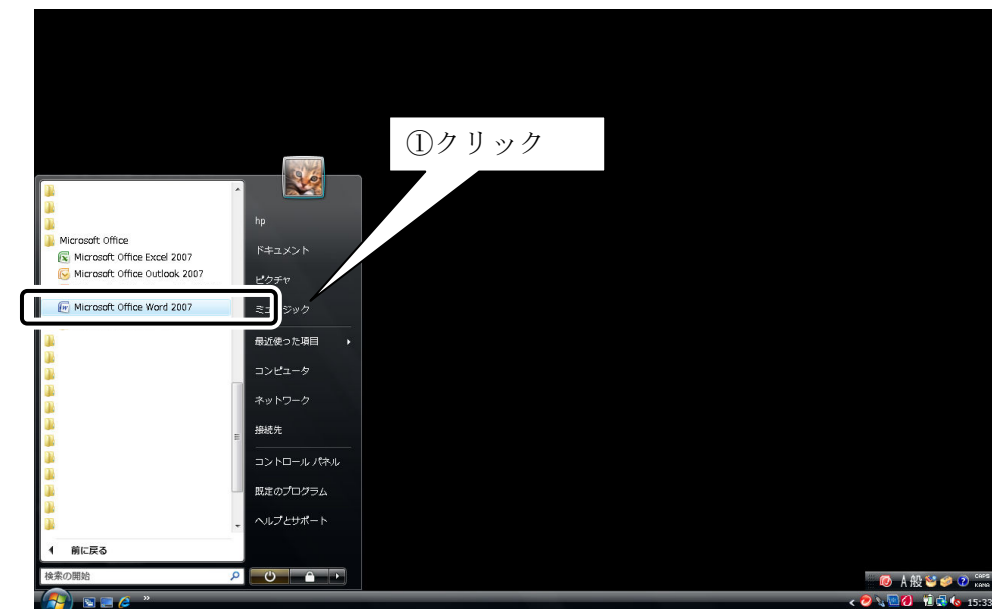 ①クリック
Microsoft Office
Microsoft Office Excel 2007
Microsoft Office Outlook 2007
Microsoft Office Word 2007
前に戻る
検索の開始
hp
ドキュメント
ピクチャ
ミュージック
最近使った項目
コンピュータ
ネットワーク
接続先
コントロール パネル
既定のプログラム
ヘルプとサポート
A 般
CAPS
KANA
15:33